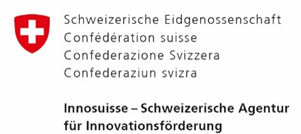 Schweizerische Eidgenossenschaft
Confédération suisse
Confederazione Svizzera
Confederaziun svizra
Innosuisse – Schweizerische Agentur
für Innovationsförderung